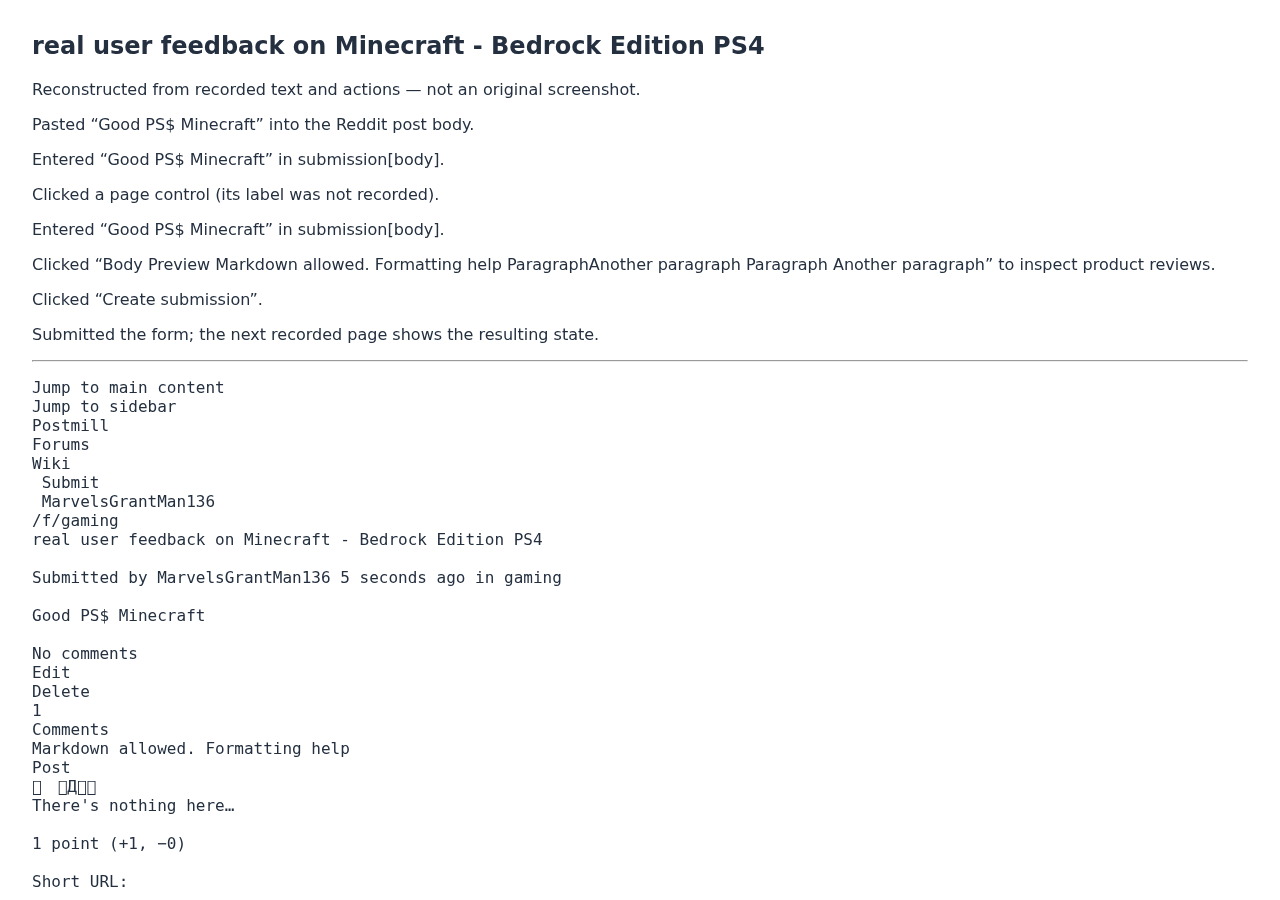 real user feedback on Minecraft - Bedrock Edition PS4
Reconstructed from recorded text and actions — not an original screenshot.
Pasted “Good PS$ Minecraft” into the Reddit post body.
Entered “Good PS$ Minecraft” in submission[body].
Clicked a page control (its label was not recorded).
Entered “Good PS$ Minecraft” in submission[body].
Clicked “Body Preview Markdown allowed. Formatting help ParagraphAnother paragraph Paragraph Another paragraph” to inspect product reviews.
Clicked “Create submission”.
Submitted the form; the next recorded page shows the resulting state.
Jump to main content
Jump to sidebar
Postmill
Forums
Wiki
Submit
MarvelsGrantMan136
/f/gaming
real user feedback on Minecraft - Bedrock Edition PS4
Submitted by MarvelsGrantMan136 5 seconds ago in gaming
Good PS$ Minecraft
No comments
Edit
Delete
1
Comments
Markdown allowed. Formatting help
Post
Д
There's nothing here…
1 point (+1, −0)
Short URL: